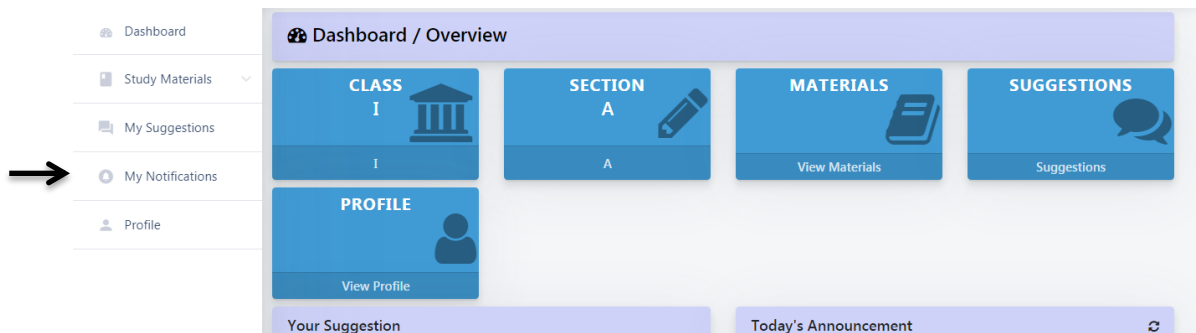 Dashboard
Study Materials
My Suggestions
My Notifications
Profile
Dashboard / Overview
CLASS
I
I
SECTION
A
A
MATERIALS
View Materials
SUGGESTIONS
Suggestions
PROFILE
View Profile
Your Suggestion
Today's Announcement